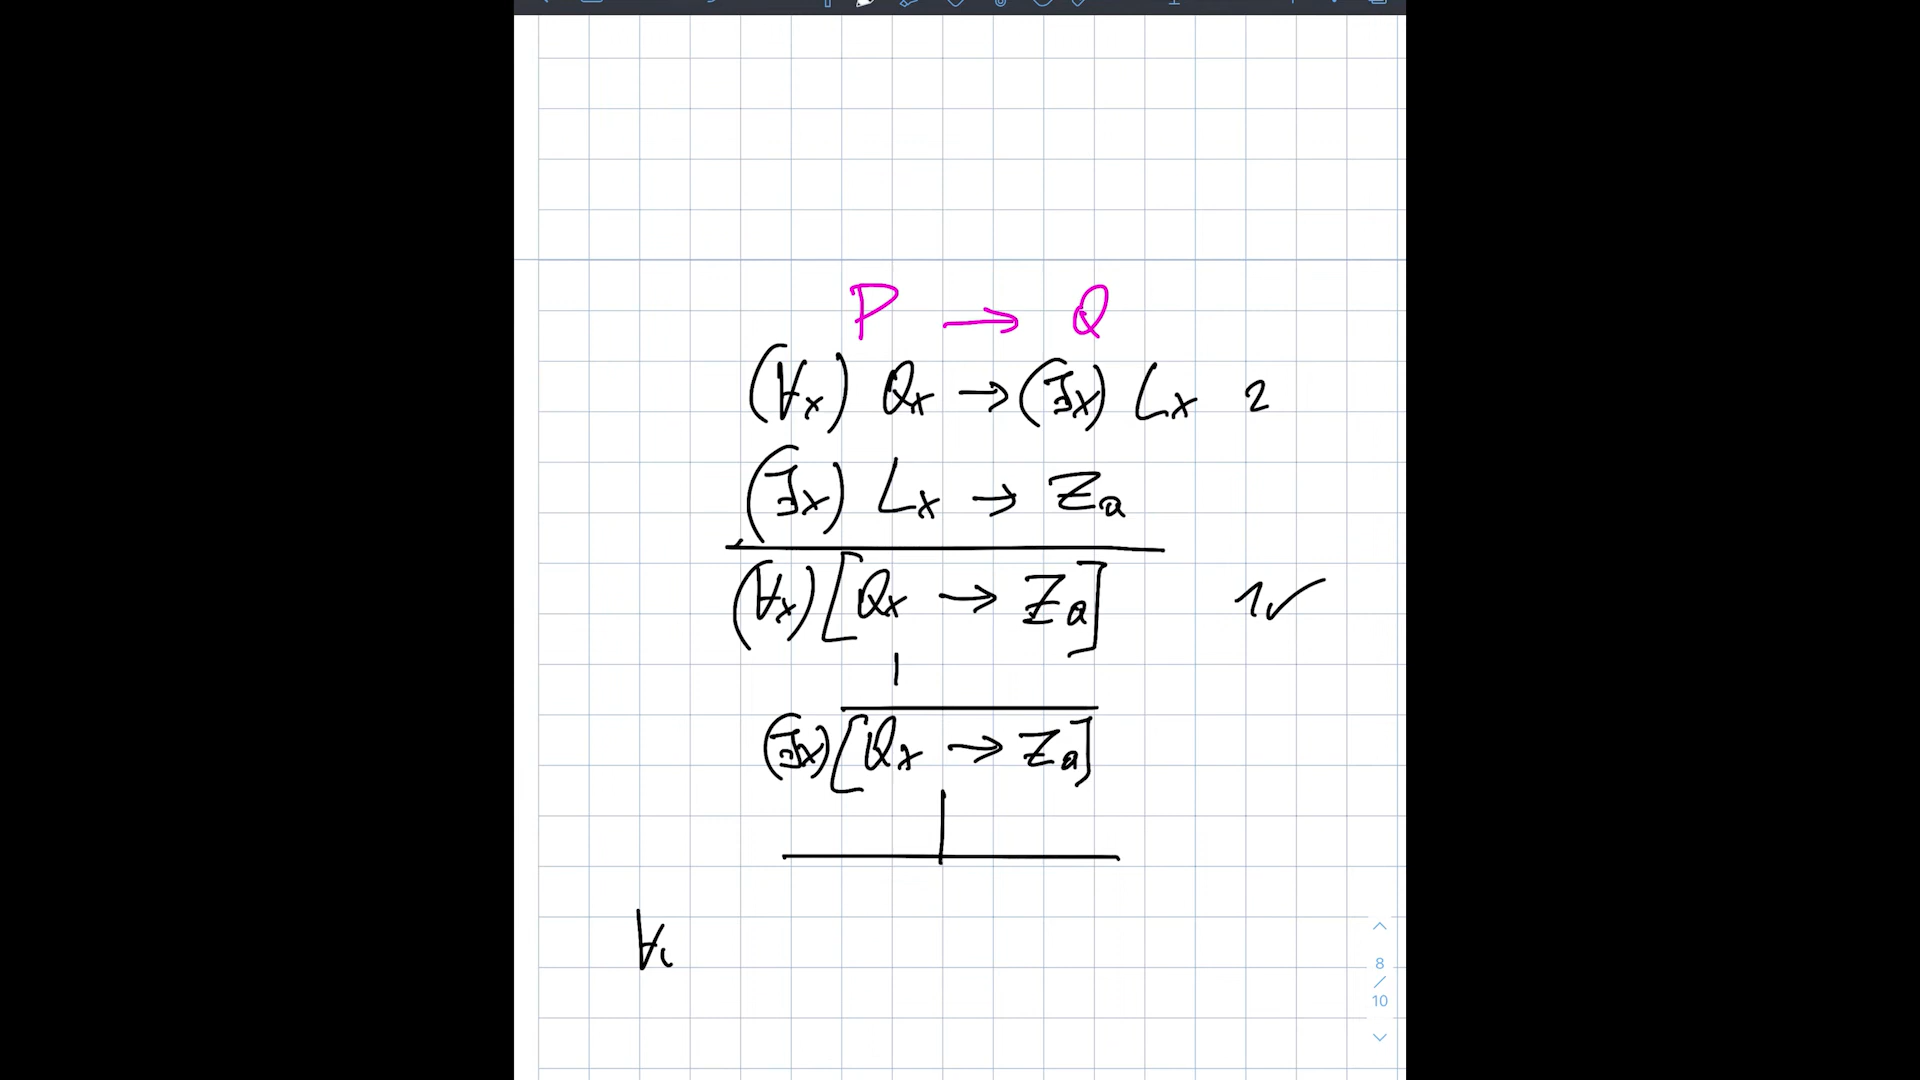 P → Q
(∀x) Qx → (∃x) Lx 2
(∃x) Lx → Za
(∀x)[Qx → Za] 1✓
(∃x)[Qx → Za]
8
/
10